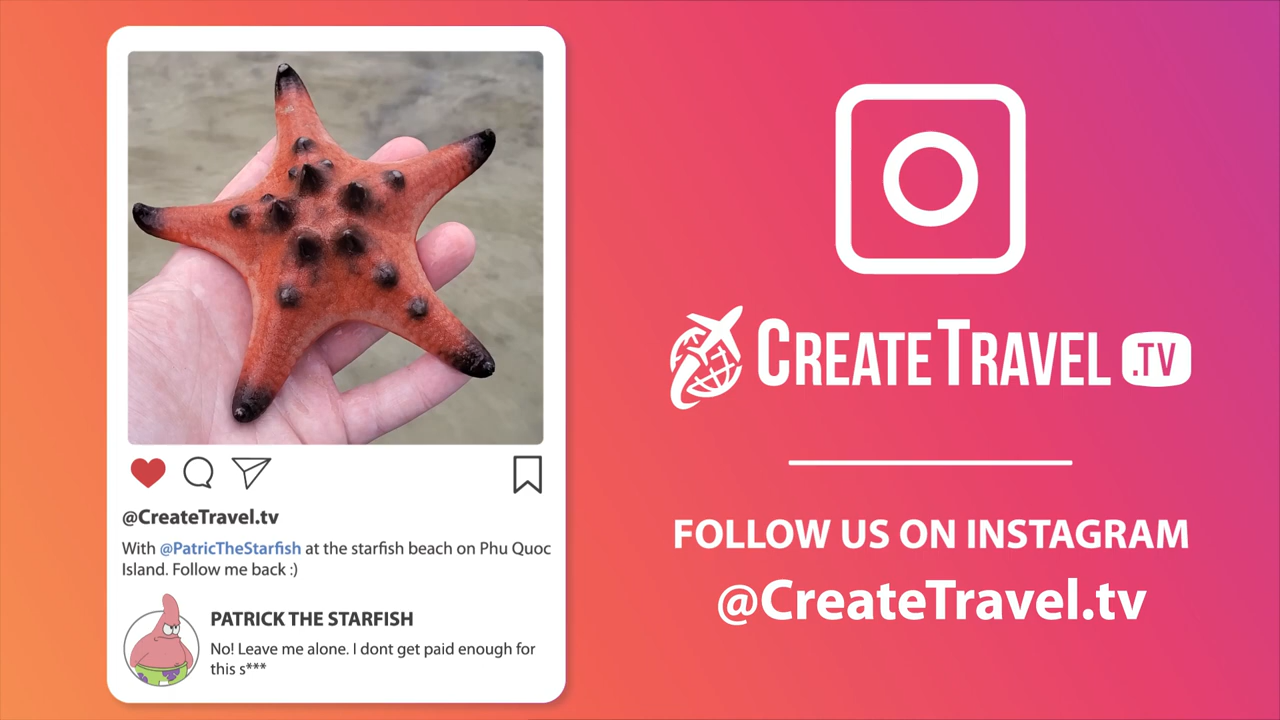 @CreateTravel.tv
With @PatricTheStarfish at the starfish beach on Phu Quoc
Island. Follow me back :)
PATRICK THE STARFISH
No! Leave me alone. I dont get paid enough for
this s***
CREATE TRAVEL .TV
FOLLOW US ON INSTAGRAM
@CreateTravel.tv